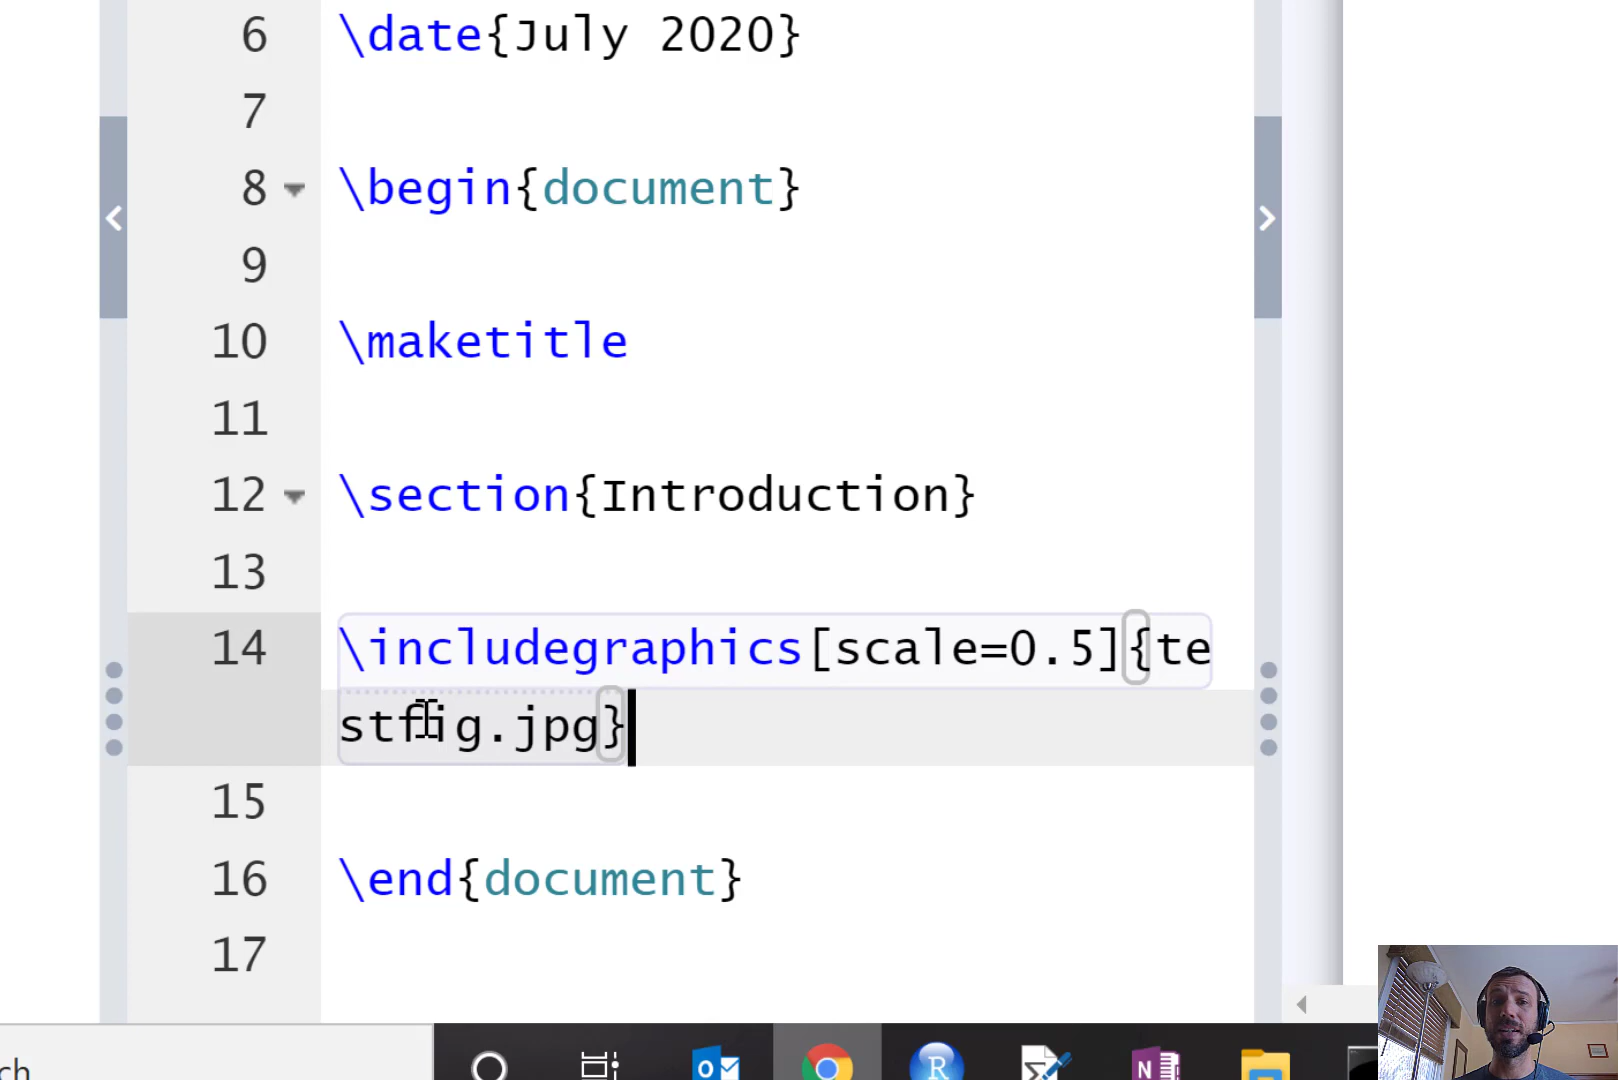 6 \date{July 2020}
7
8 \begin{document}
9
10 \maketitle
11
12 \section{Introduction}
13
14 \includegraphics[scale=0.5]{te
stfig.jpg}
15
16 \end{document}
17
ch
O
R
N